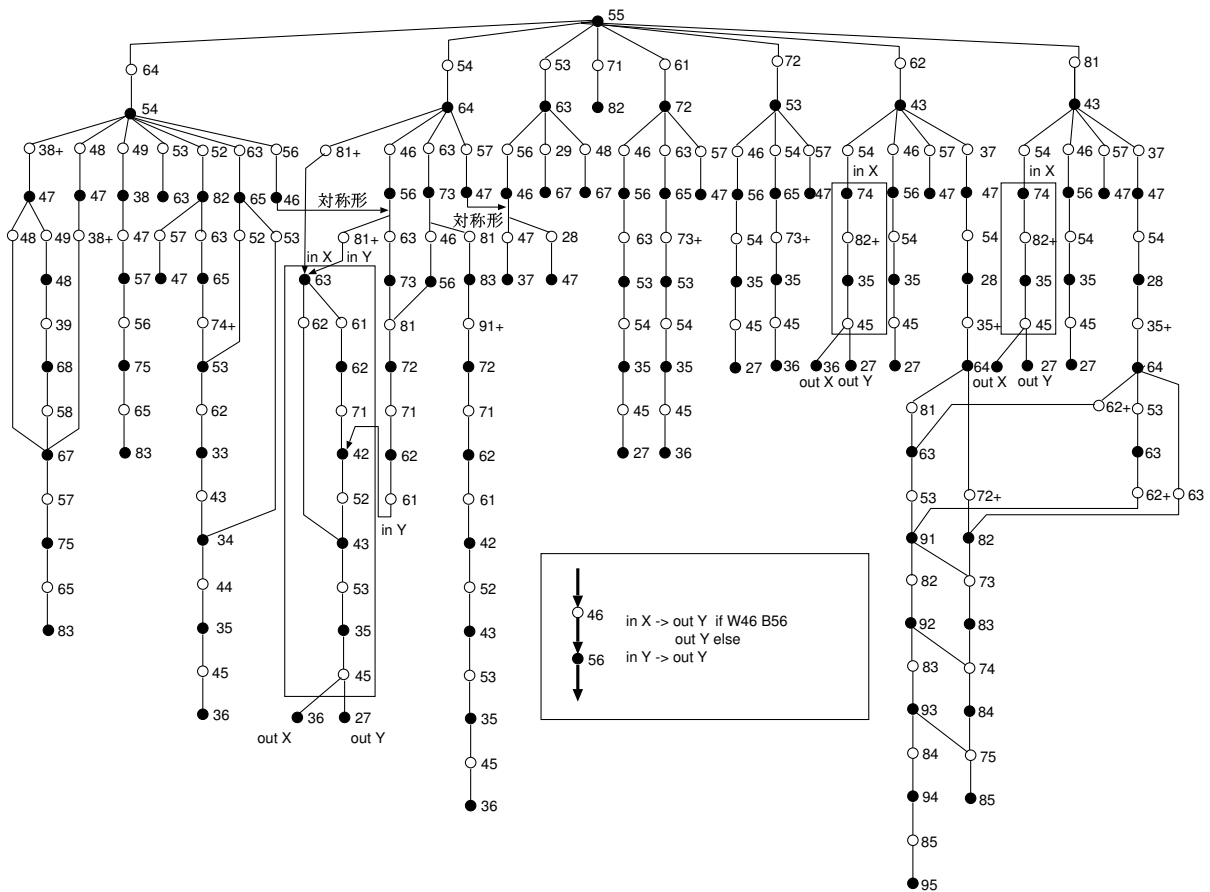 55
64 54 53 71 61 72 62 81
54 64 63 82 72 53 43 43
38+ 48 49 53 52 63 56 81+ 46 63 57 56 29 48 46 63 57 46 54 57 54 46 57 37 54 46 57 37
in X in X
47 47 38 63 82 65 46 56 73 47 46 67 67 56 65 47 56 65 47 74 56 47 47 74 56 47 47
対称形 対称形
48 49 38+ 47 57 63 52 53 81+ 63 46 81 47 28 63 73+ 54 73+ 82+ 54 54 82+ 54 54
in X in Y
48 57 47 65 63 73 56 83 37 47 53 53 35 35 35 35 28 35 35 28
39 56 74+ 62 61 81 91+ 54 54 45 45 45 45 35+ 45 45 35+
68 75 53 62 72 72 35 35 27 36 36 27 27 64 27 27 64
out X out Y out X out Y
58 65 62 71 71 71 45 45 81 62+ 53
67 83 33 42 62 62 27 36 63 63
57 43 52 61 61 53 72+ 62+ 63
in Y
75 34 43 42 91 82
65 44 53 52 82 73
46 in X -> out Y if W46 B56
83 35 35 43 92 83
out Y else
56 in Y -> out Y
45 45 53 83 74
36 36 27 35 93 84
out X out Y
45 84 75
36 94 85
85
95